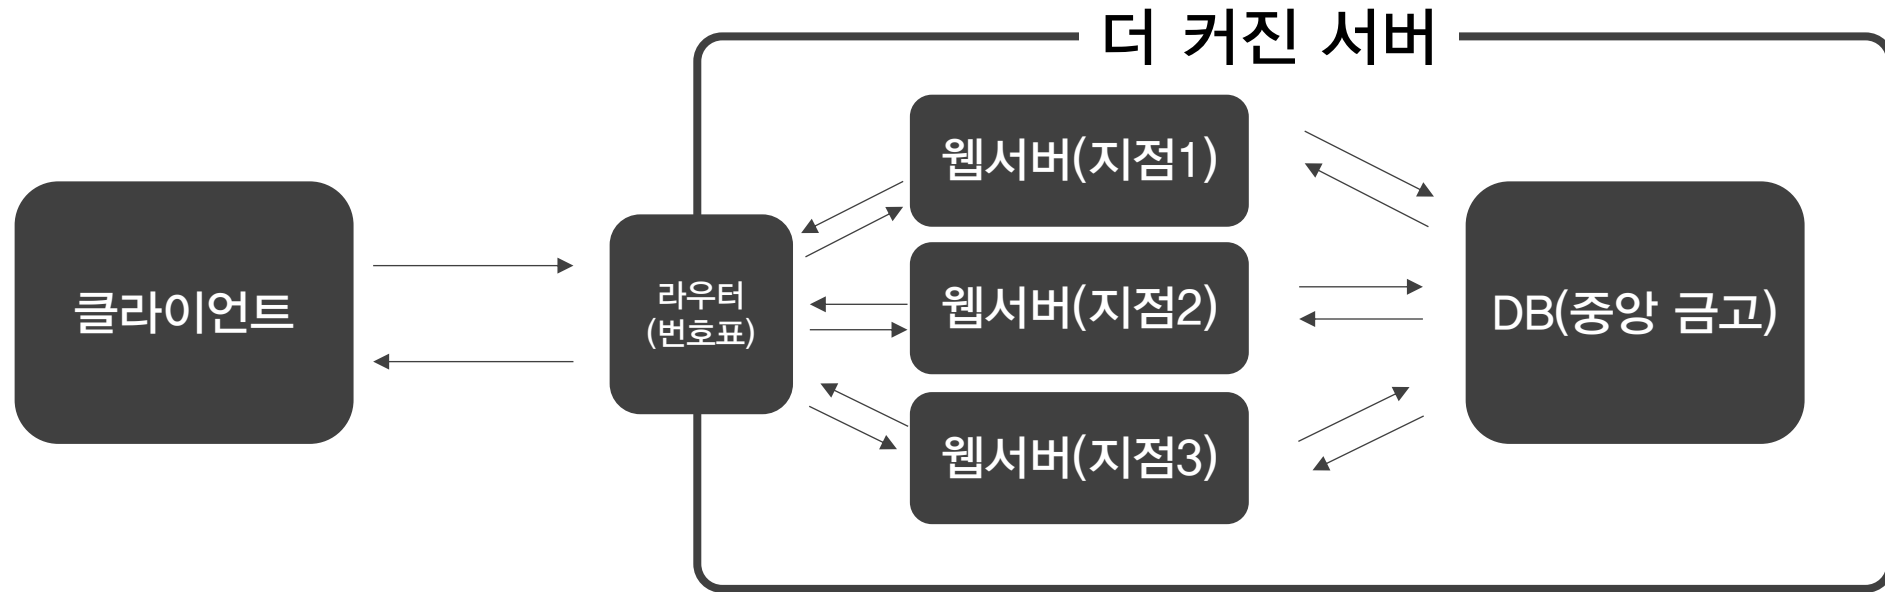 더 커진 서버
클라이언트
라우터
(번호표)
웹서버(지점1)
웹서버(지점2)
웹서버(지점3)
DB(중앙 금고)